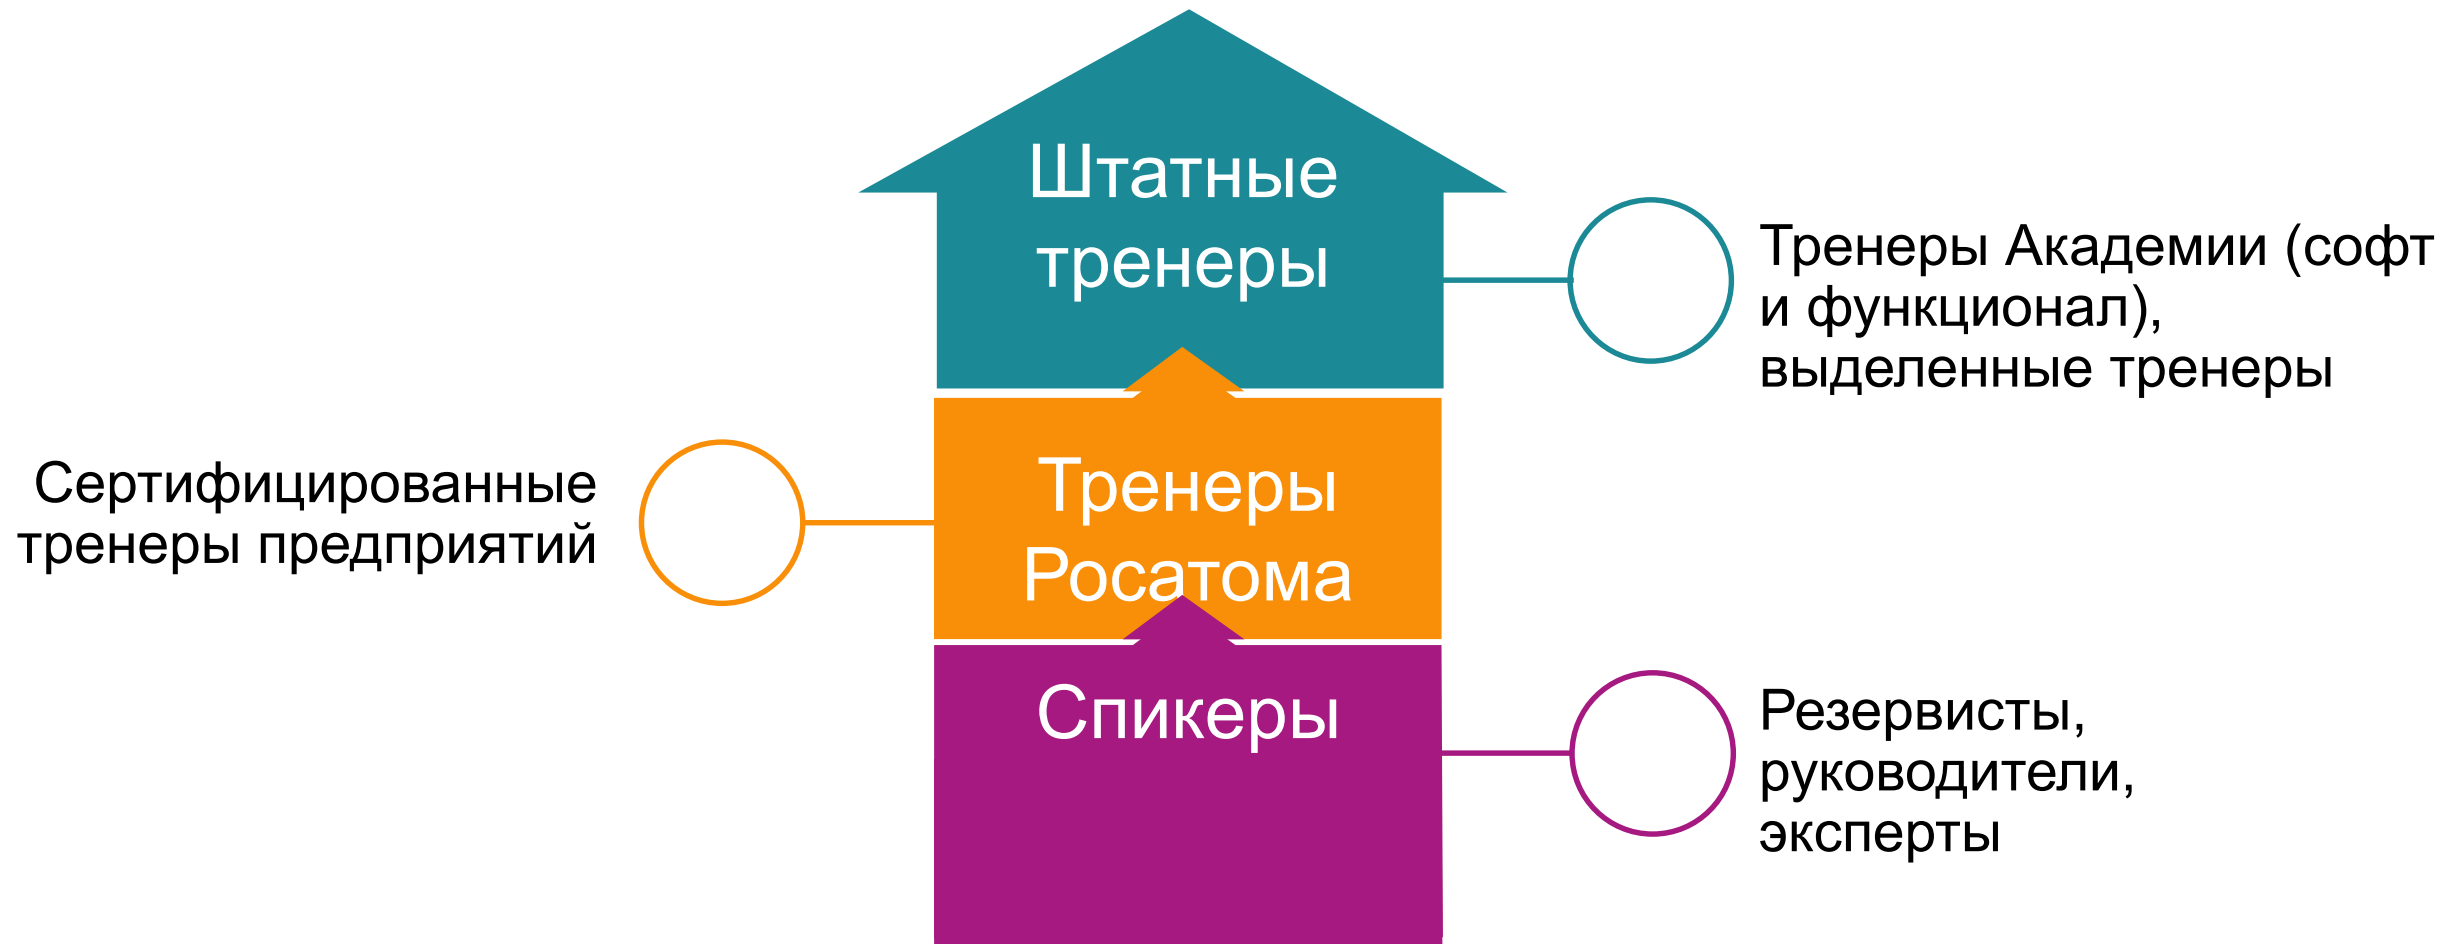 Штатные
тренеры
Тренеры Академии (софт
и функционал),
выделенные тренеры
Сертифицированные
тренеры предприятий
Тренеры
Росатома
Спикеры
Резервисты,
руководители,
эксперты